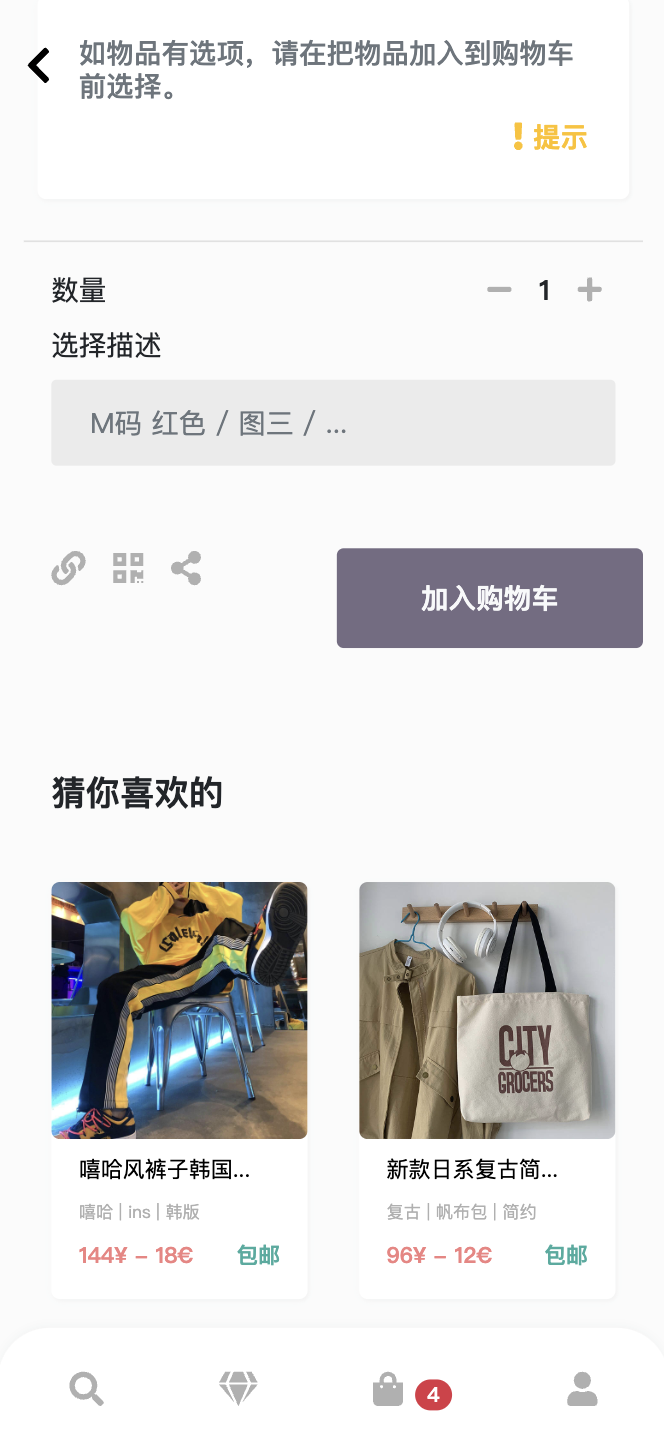 如物品有选项，请在把物品加入到购物车
前选择。
提示
数量
1
选择描述
M码 红色 / 图三 / ...
加入购物车
猜你喜欢的
CITY
GROCERS
嘻哈风裤子韩国...
新款日系复古简...
嘻哈 | ins | 韩版
复古 | 帆布包 | 简约
144¥ – 18€
包邮
96¥ – 12€
包邮
4